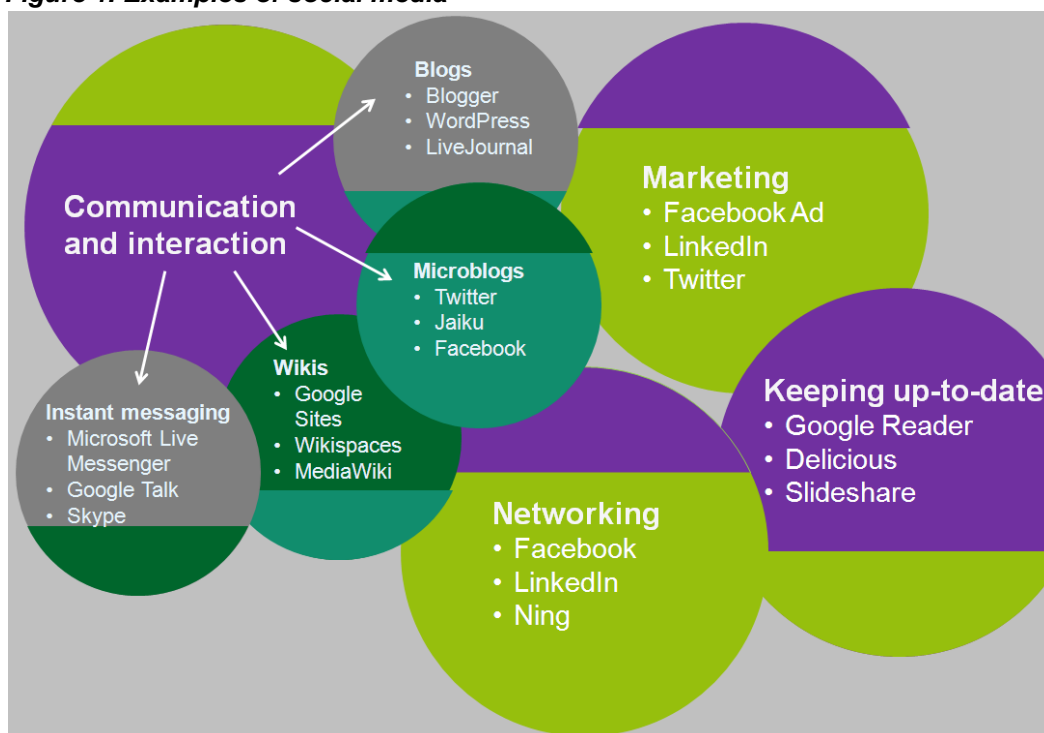 Figure 1: Examples of social media
Blogs
• Blogger
• WordPress
• LiveJournal
Communication
and interaction
Marketing
• Facebook Ad
• LinkedIn
• Twitter
Microblogs
• Twitter
• Jaiku
• Facebook
Wikis
• Google
Sites
• Wikispaces
• MediaWiki
Instant messaging
• Microsoft Live
Messenger
• Google Talk
• Skype
Keeping up-to-date
• Google Reader
• Delicious
• Slideshare
Networking
• Facebook
• LinkedIn
• Ning